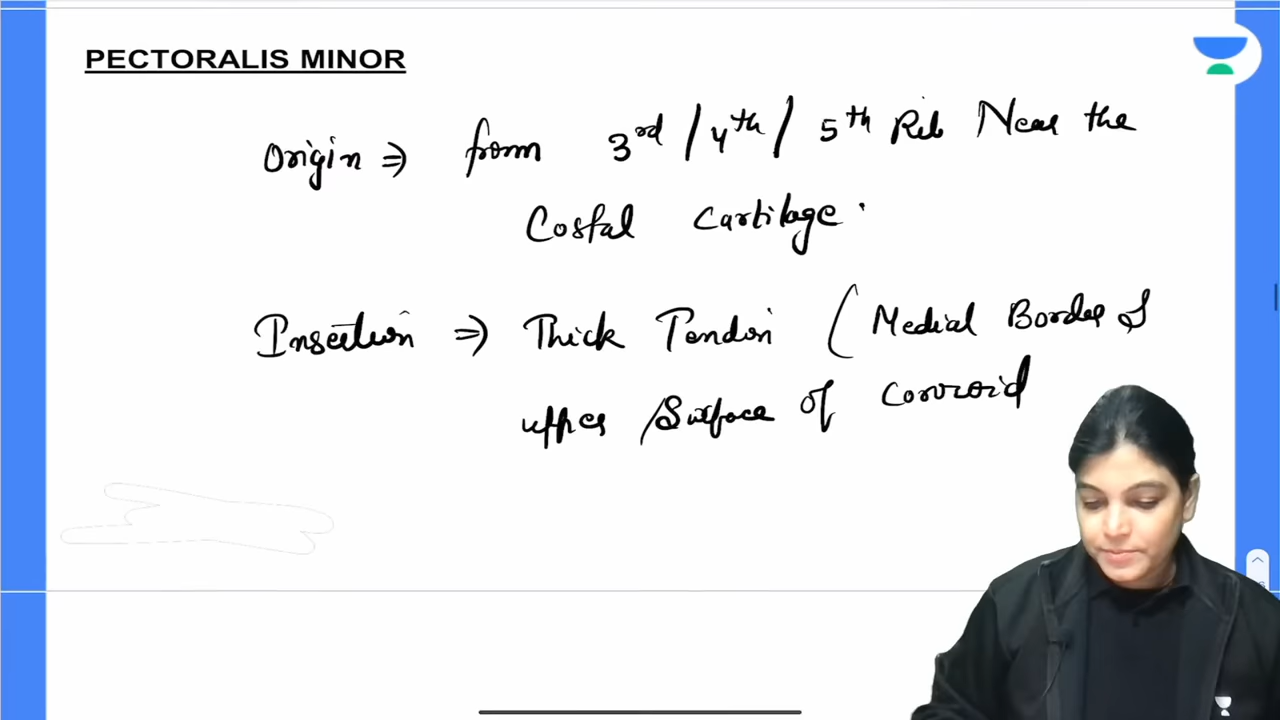 PECTORALIS MINOR
Origin ⇒ from 3rd / 4th / 5th Rib Near the
Costal Cartilage.
Insertion ⇒ Thick Tendon ( Medial Border &
upper Surface of Coracoid